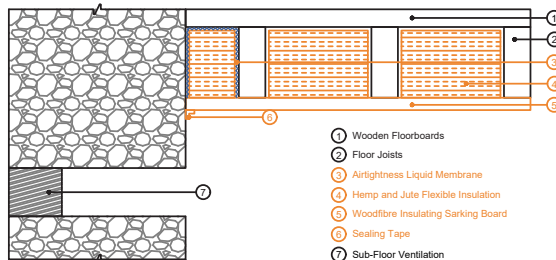 1
2
3
4
5
6
7
1 Wooden Floorboards
2 Floor Joists
3 Airtightness Liquid Membrane
4 Hemp and Jute Flexible Insulation
5 Woodfibre Insulating Sarking Board
6 Sealing Tape
7 Sub-Floor Ventilation